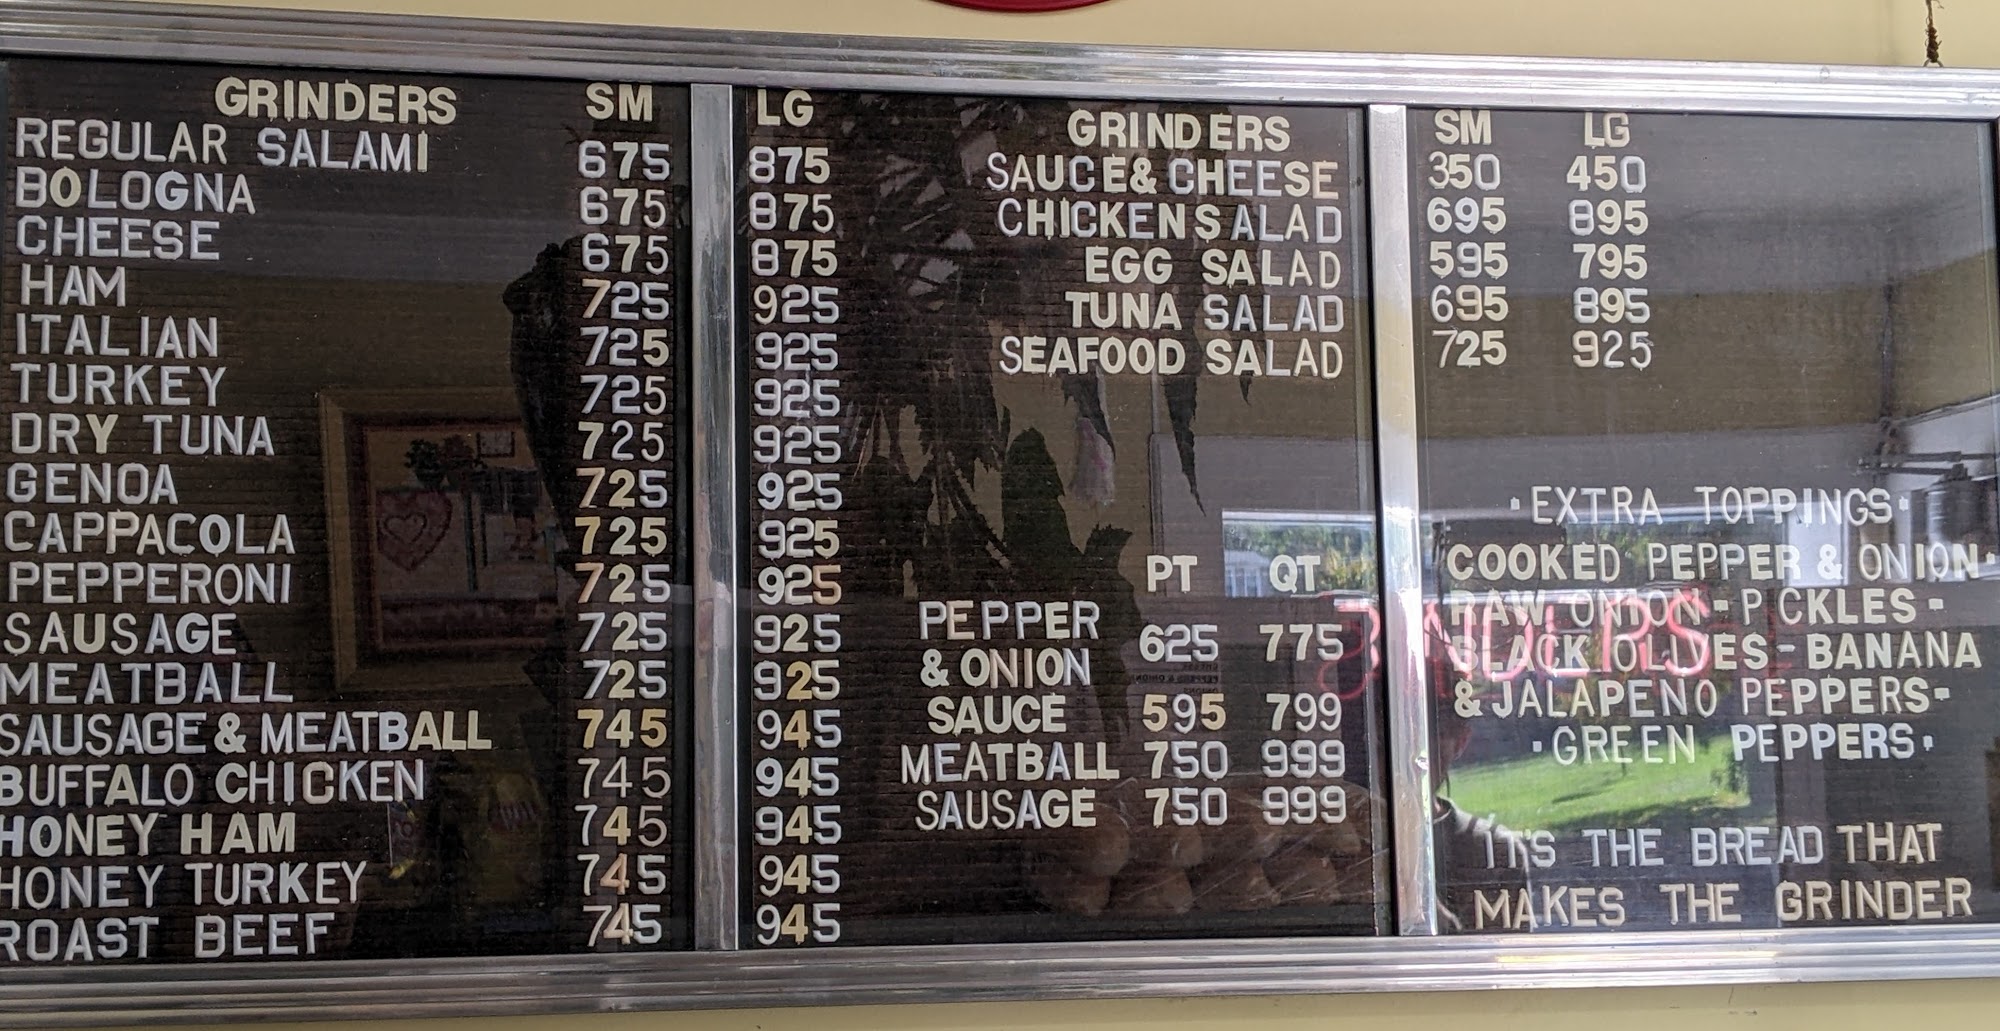 GRINDERS SM LG
REGULAR SALAMI 675 875
BOLOGNA 675 875
CHEESE 675 875
HAM 725 925
ITALIAN 725 925
TURKEY 725 925
DRY TUNA 725 925
GENOA 725 925
CAPPACOLA 725 925
PEPPERONI 725 925
SAUSAGE 725 925
MEATBALL 725 925
SAUSAGE & MEATBALL 745 945
BUFFALO CHICKEN 745 945
HONEY HAM 745 945
HONEY TURKEY 745 945
ROAST BEEF 745 945
GRINDERS SM LG
SAUCE & CHEESE 350 450
CHICKEN SALAD 695 895
EGG SALAD 595 795
TUNA SALAD 695 895
SEAFOOD SALAD 725 925
PT QT
PEPPER
& ONION 625 775
SAUCE 595 799
MEATBALL 750 999
SAUSAGE 750 999
·EXTRA TOPPINGS·
COOKED PEPPER & ONION·
RAW ONION - P CKLES -
BLACK OLIVES - BANANA
& JALAPENO PEPPERS-
·GREEN PEPPERS·
IT'S THE BREAD THAT
MAKES THE GRINDER